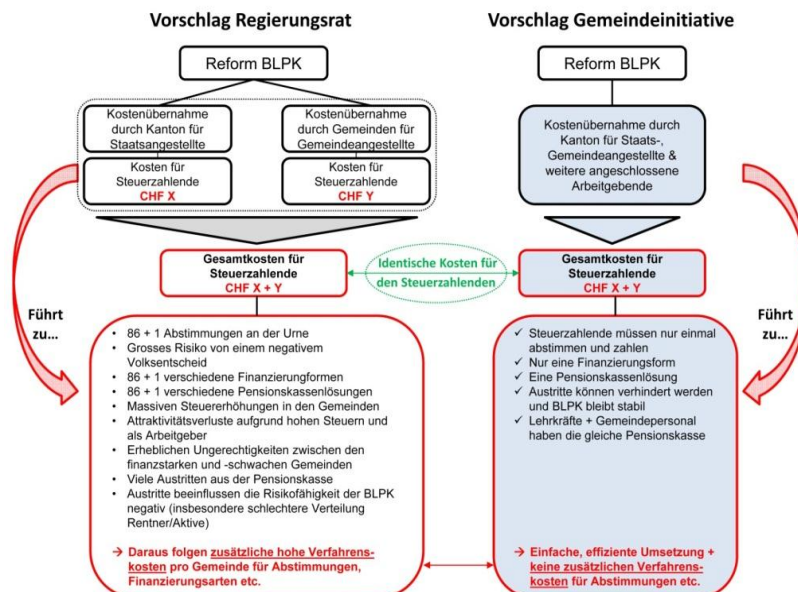 Vorschlag Regierungsrat
Reform BLPK
Kostenübernahme
durch Kanton für
Staatsangestellte
Kostenübernahme
durch Gemeinden für
Gemeindeangestellte
Kosten für
Steuerzahlende
CHF X
Kosten für
Steuerzahlende
CHF Y
Gesamtkosten für
Steuerzahlende
CHF X + Y
Führt
zu...
• 86 + 1 Abstimmungen an der Urne
• Grosses Risiko von einem negativem
Volksentscheid
• 86 + 1 verschiedene Finanzierungformen
• 86 + 1 verschiedene Pensionskassenlösungen
• Massiven Steuererhöhungen in den Gemeinden
• Attraktivitätsverluste aufgrund hohen Steuern und
als Arbeitgeber
• Erheblichen Ungerechtigkeiten zwischen den
finanzstarken und -schwachen Gemeinden
• Viele Austritten aus der Pensionskasse
• Austritte beeinflussen die Risikofähigkeit der BLPK
negativ (insbesondere schlechtere Verteilung
Rentner/Aktive)
→ Daraus folgen zusätzliche hohe Verfahrens-
kosten pro Gemeinde für Abstimmungen,
Finanzierungsarten etc.
Identische Kosten für
den Steuerzahlenden
Vorschlag Gemeindeinitiative
Reform BLPK
Kostenübernahme durch
Kanton für Staats-,
Gemeindeangestellte &
weitere angeschlossene
Arbeitgebende
Gesamtkosten für
Steuerzahlende
CHF X + Y
Führt
zu...
✓ Steuerzahlende müssen nur einmal
abstimmen und zahlen
✓ Nur eine Finanzierungsform
✓ Eine Pensionskassenlösung
✓ Austritte können verhindert werden
und BLPK bleibt stabil
✓ Lehrkräfte + Gemeindepersonal
haben die gleiche Pensionskasse
→ Einfache, effiziente Umsetzung +
keine zusätzlichen Verfahrens-
kosten für Abstimmungen etc.